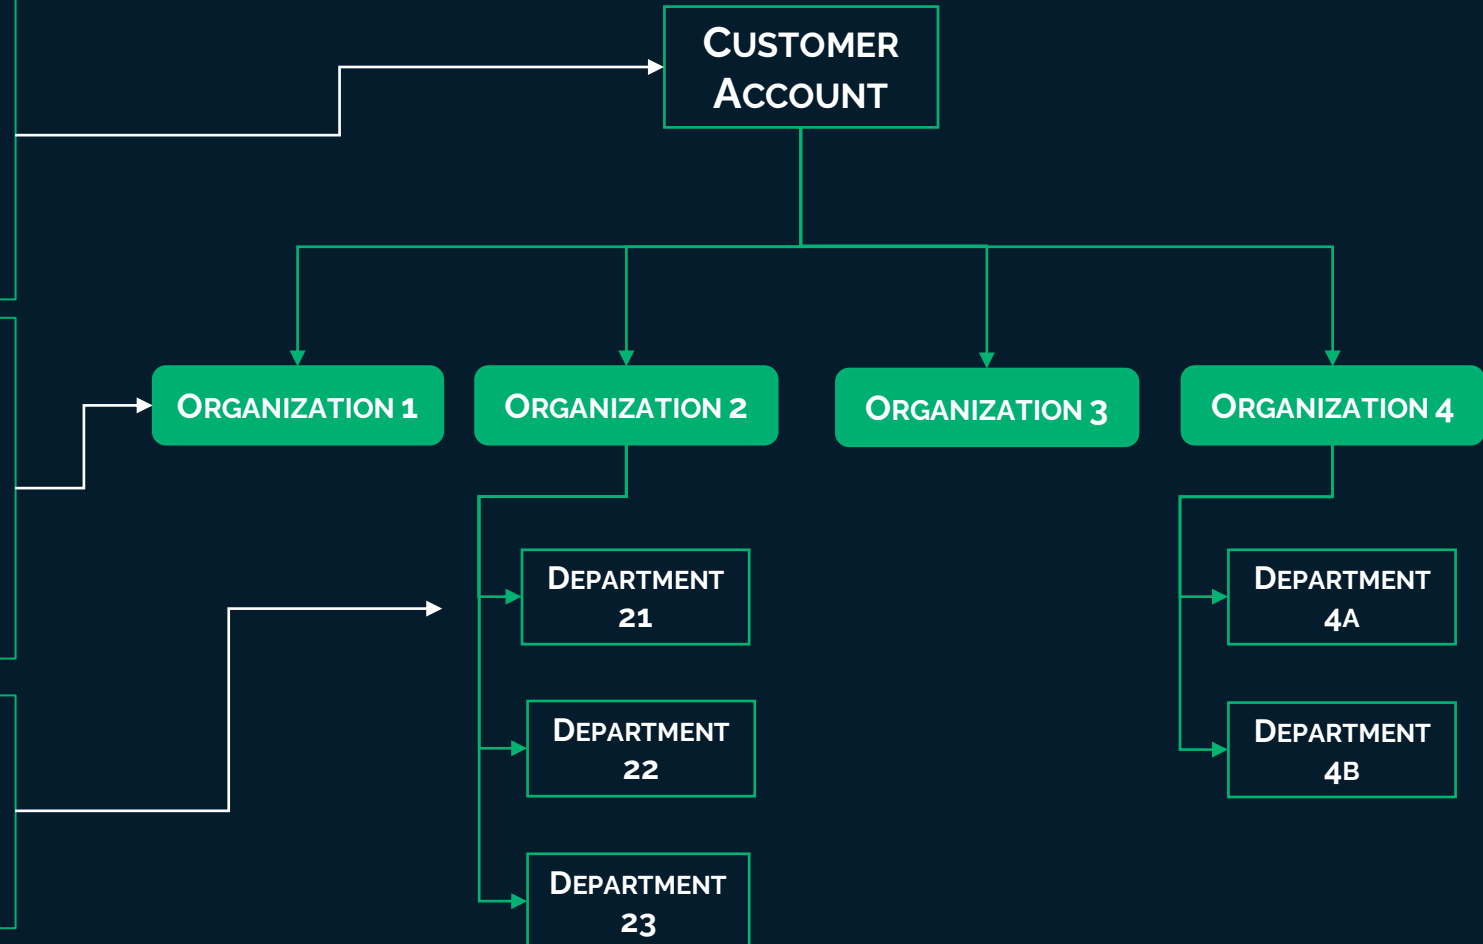 CUSTOMER
ACCOUNT
ORGANIZATION 1
ORGANIZATION 2
ORGANIZATION 3
ORGANIZATION 4
DEPARTMENT
21
DEPARTMENT
4A
DEPARTMENT
22
DEPARTMENT
4B
DEPARTMENT
23